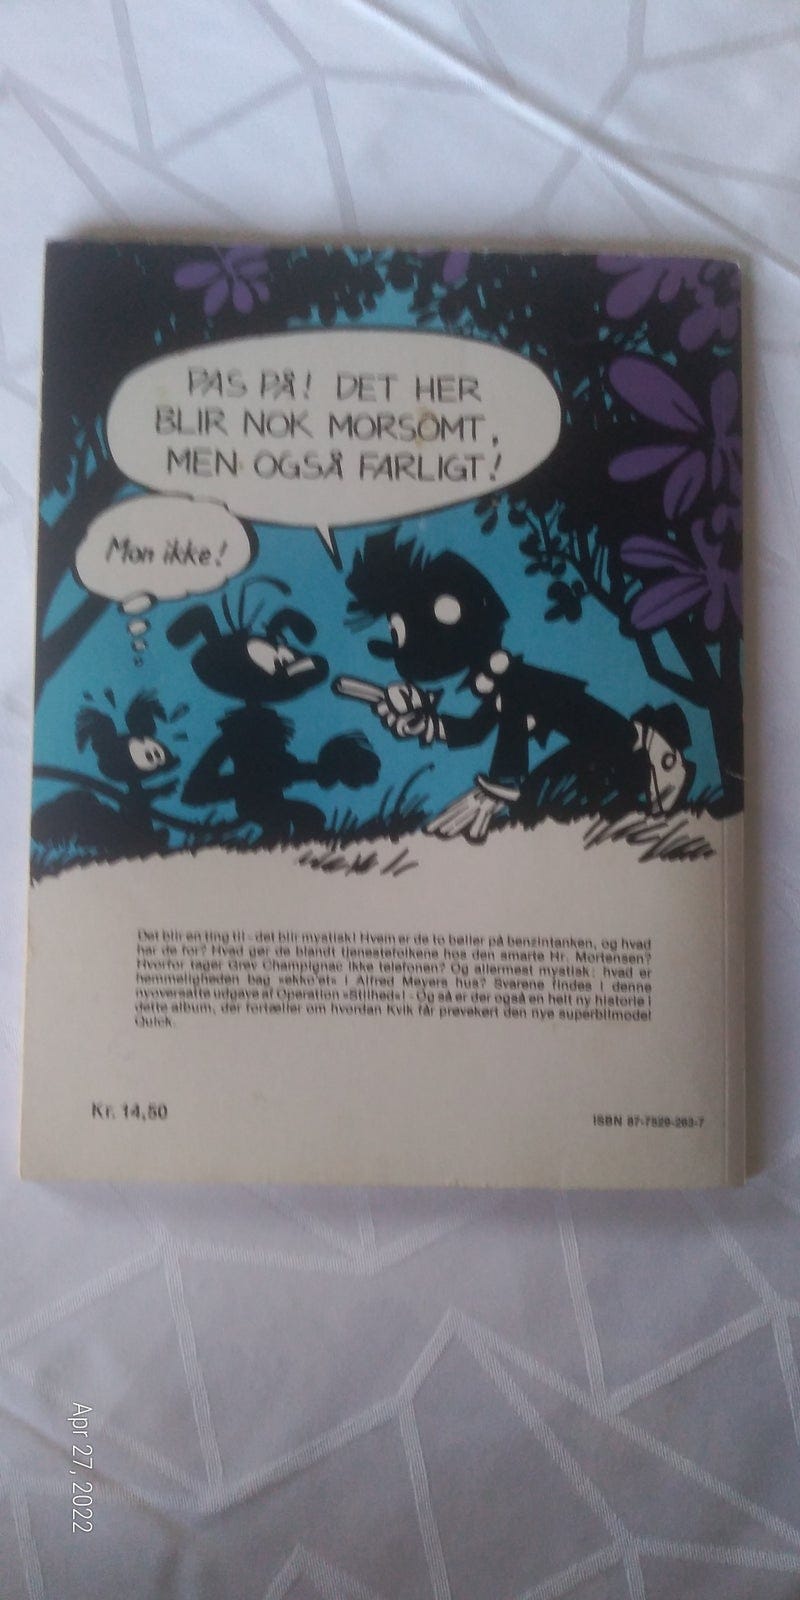 PAS PÅ! DET HER
BLIR NOK MORSOMT,
MEN OGSÅ FARLIGT!
Mon ikke!
Det blir en ting til - det blir mystisk! Hvem er de to bøller på benzintanken, og hvad
har de for? Hvad gør de blandt tjenestefolkene hos den smarte Hr. Mortensen?
Hvorfor tager Grev Champignac ikke telefonen? Og allermest mystisk: hvad er
hemmeligheden bag »ekko'et« i Alfred Meyers hus? Svarene findes i denne
nyoversatte udgave af Operation »Stilhed«! - Og så er der også en helt ny historie i
dette album, der fortæller om hvordan Kvik får prøvekørt den nye superbilmodel
Quick.
Kr. 14,50
ISBN 87-7529-263-7
Apr 27, 2022